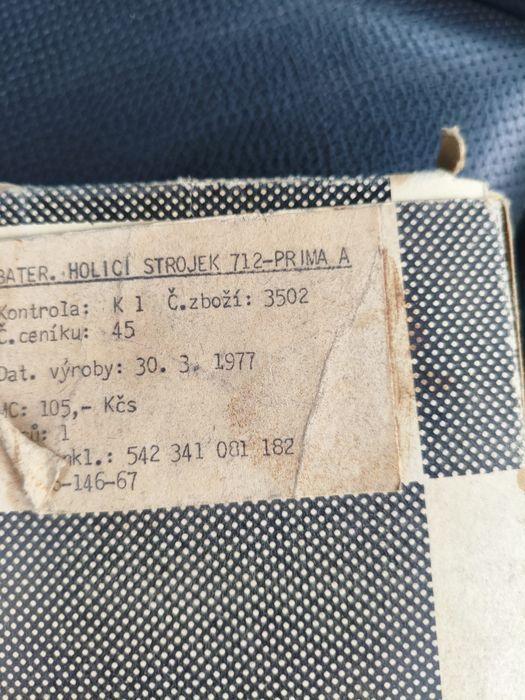 BATER. HOLICÍ STROJEK 712-PRIMA A
Kontrola: K 1 Č.zboží: 3502
Č.ceníku: 45
Dat. výroby: 30. 3. 1977
MC: 105,- Kčs
1
542 341 081 182
-146-67